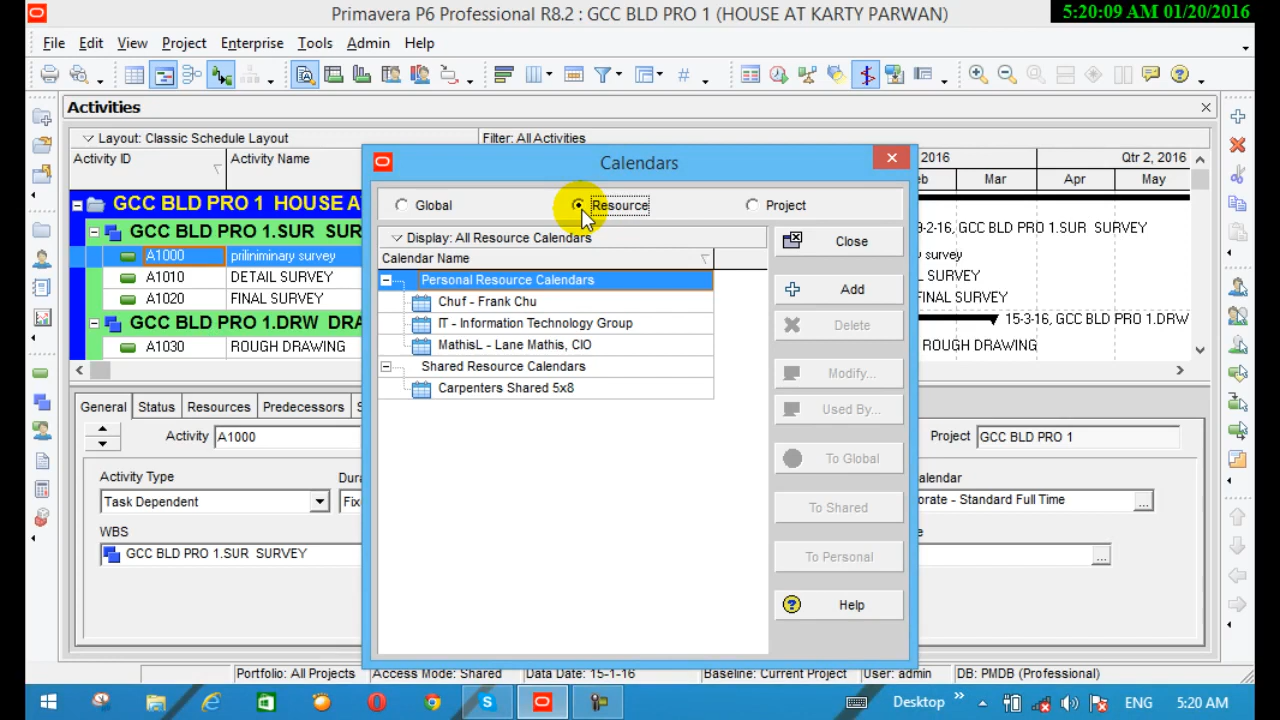 Primavera P6 Professional R8.2 : GCC BLD PRO 1 (HOUSE AT KARTY PARWAN)
5:20:09 AM 01/20/2016
File Edit View Project Enterprise Tools Admin Help
Activities
Layout: Classic Schedule Layout
Filter: All Activities
Activity ID
Activity Name
2016
Qtr 2, 2016
eb
Mar
Apr
May
GCC BLD PRO 1 HOUSE A
GCC BLD PRO 1.SUR SUR
3-2-16, GCC BLD PRO 1.SUR SURVEY
A1000
priliniminary survey
nary survey
A1010
DETAIL SURVEY
SURVEY
A1020
FINAL SURVEY
FINAL SURVEY
GCC BLD PRO 1.DRW DRA
15-3-16, GCC BLD PRO 1.DRW
A1030
ROUGH DRAWING
ROUGH DRAWING
Calendars
Global
Resource
Project
Display: All Resource Calendars
Calendar Name
Personal Resource Calendars
Chuf - Frank Chu
IT - Information Technology Group
MathisL - Lane Mathis, CIO
Shared Resource Calendars
Carpenters Shared 5x8
Close
Add
Delete
Modify...
Used By...
To Global
To Shared
To Personal
Help
General
Status
Resources
Predecessors
Activity
A1000
Project
GCC BLD PRO 1
Activity Type
Dura
alendar
Task Dependent
Fix
orate - Standard Full Time
WBS
GCC BLD PRO 1.SUR SURVEY
Portfolio: All Projects
Access Mode: Shared
Data Date: 15-1-16
Baseline: Current Project
User: admin
DB: PMDB (Professional)
Desktop
ENG
5:20 AM